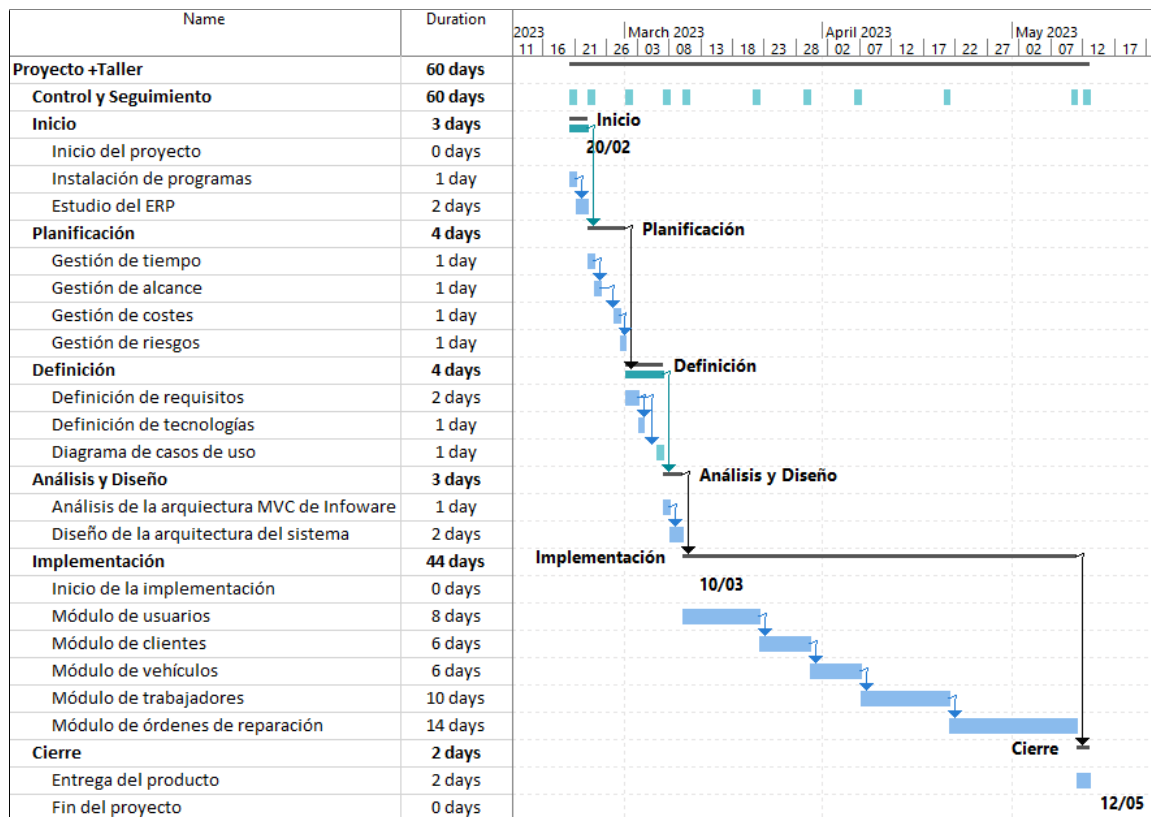 Name Duration 2023 March 2023 April 2023 May 2023
11 16 21 26 03 08 13 18 23 28 02 07 12 17 22 27 02 07 12 17
Proyecto +Taller 60 days
Control y Seguimiento 60 days
Inicio 3 days Inicio
Inicio del proyecto 0 days 20/02
Instalación de programas 1 day
Estudio del ERP 2 days
Planificación 4 days Planificación
Gestión de tiempo 1 day
Gestión de alcance 1 day
Gestión de costes 1 day
Gestión de riesgos 1 day
Definición 4 days Definición
Definición de requisitos 2 days
Definición de tecnologías 1 day
Diagrama de casos de uso 1 day
Análisis y Diseño 3 days Análisis y Diseño
Análisis de la arquiectura MVC de Infoware 1 day
Diseño de la arquitectura del sistema 2 days
Implementación 44 days Implementación
Inicio de la implementación 0 days 10/03
Módulo de usuarios 8 days
Módulo de clientes 6 days
Módulo de vehículos 6 days
Módulo de trabajadores 10 days
Módulo de órdenes de reparación 14 days
Cierre 2 days Cierre
Entrega del producto 2 days
Fin del proyecto 0 days 12/05